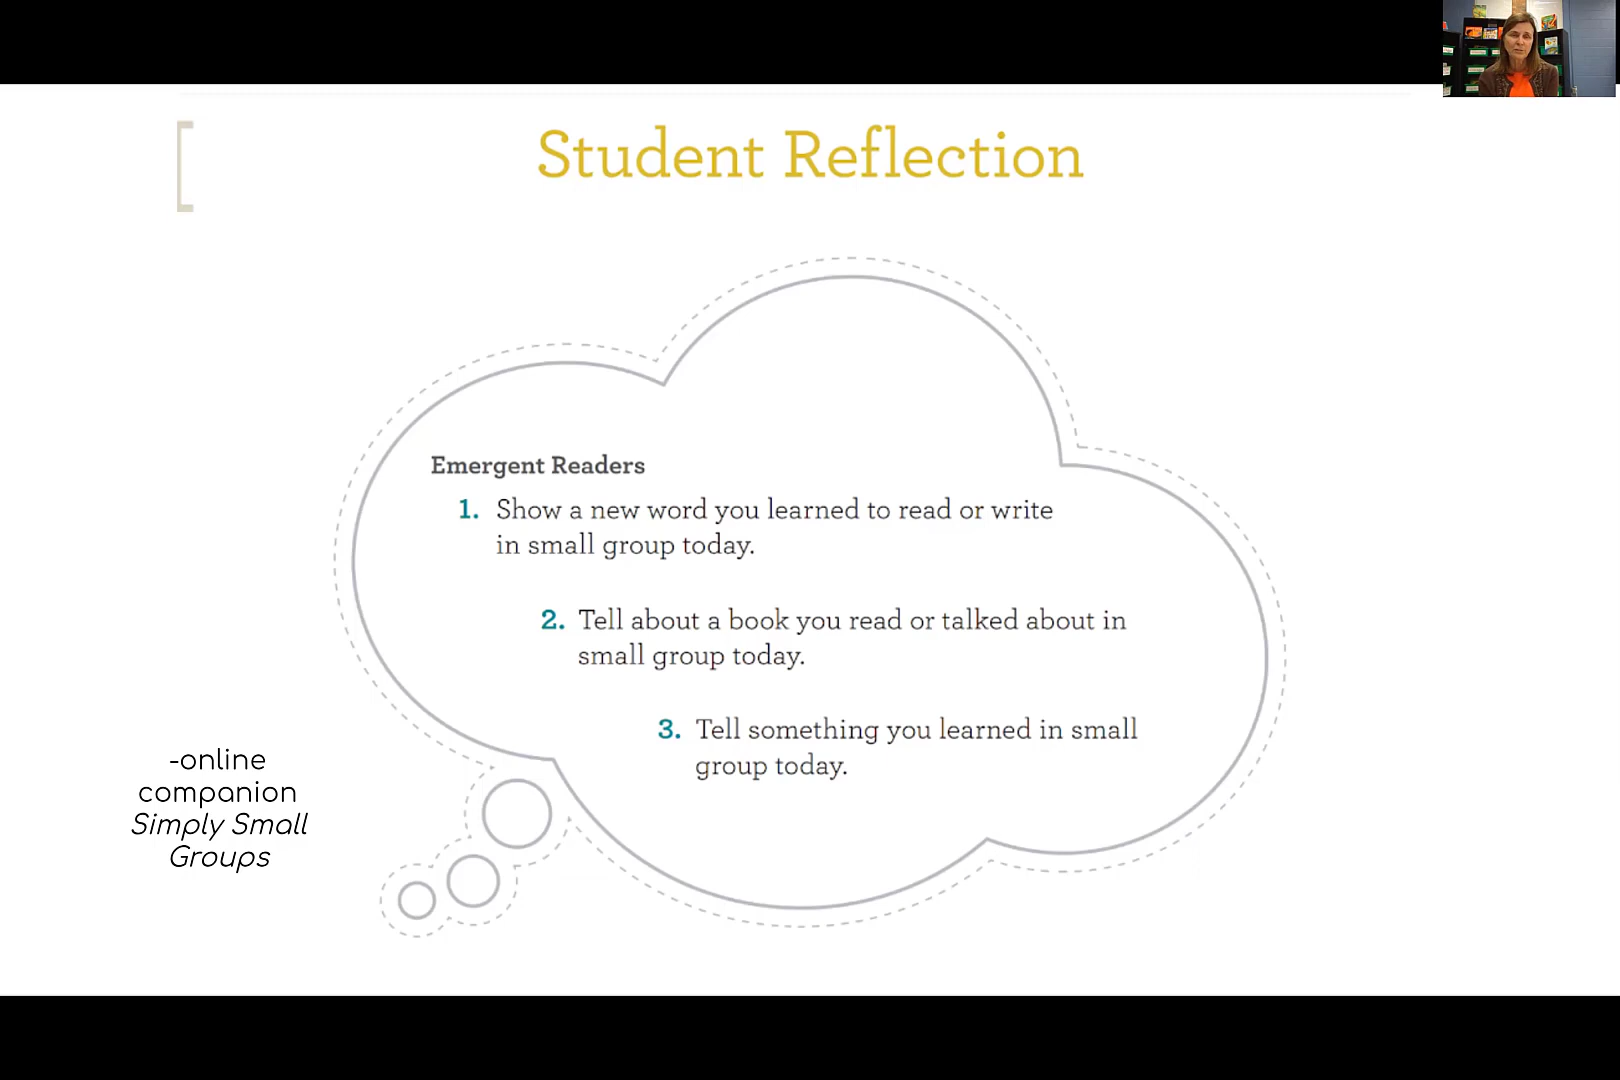 Student Reflection
Emergent Readers
1. Show a new word you learned to read or write
in small group today.
2. Tell about a book you read or talked about in
small group today.
3. Tell something you learned in small
group today.
-online
companion
Simply Small
Groups